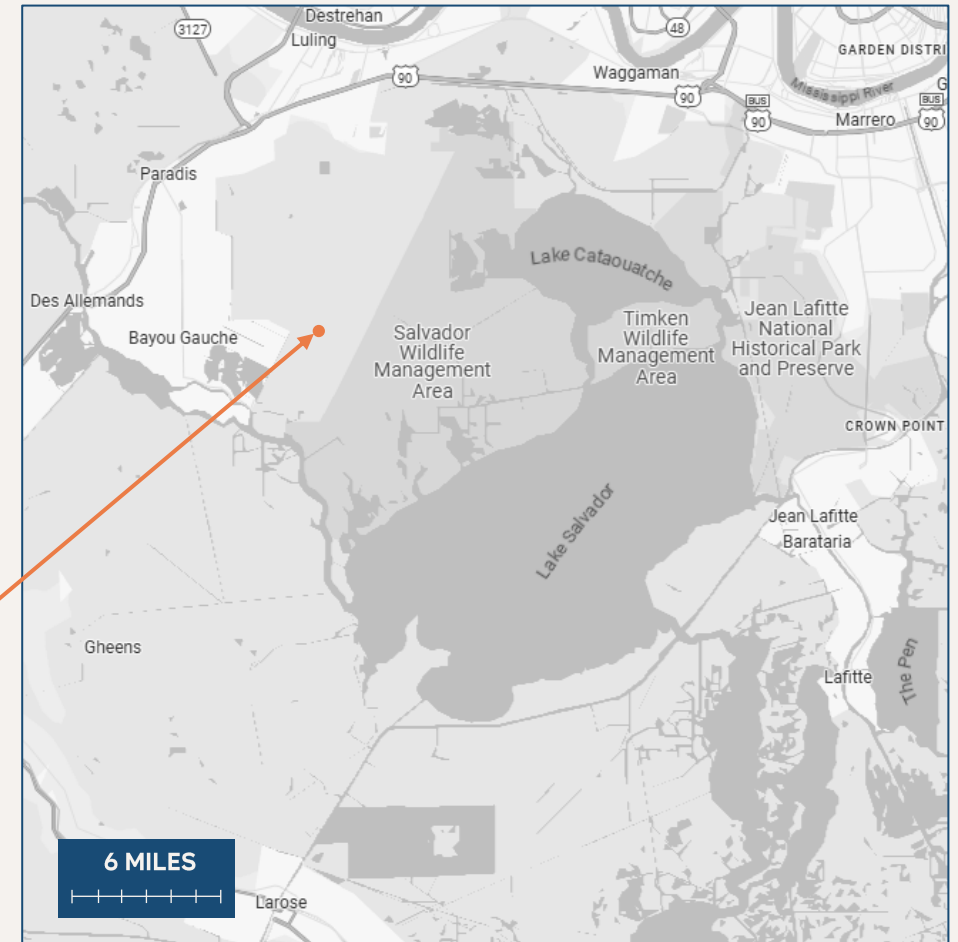 Destrehan
3127
48
Luling
GARDEN DISTRI
Waggaman
90
90
Mississippi River
G
BUS
90
BUS
90
Marrero
Paradis
Lake Cataouatche
Des Allemands
Bayou Gauche
Salvador
Wildlife
Management
Area
Timken
Wildlife
Management
Area
Jean Lafitte
National
Historical Park
and Preserve
CROWN POINT
Lake Salvador
Jean Lafitte
Barataria
Gheens
Lafitte
The Pen
6 MILES
Larose